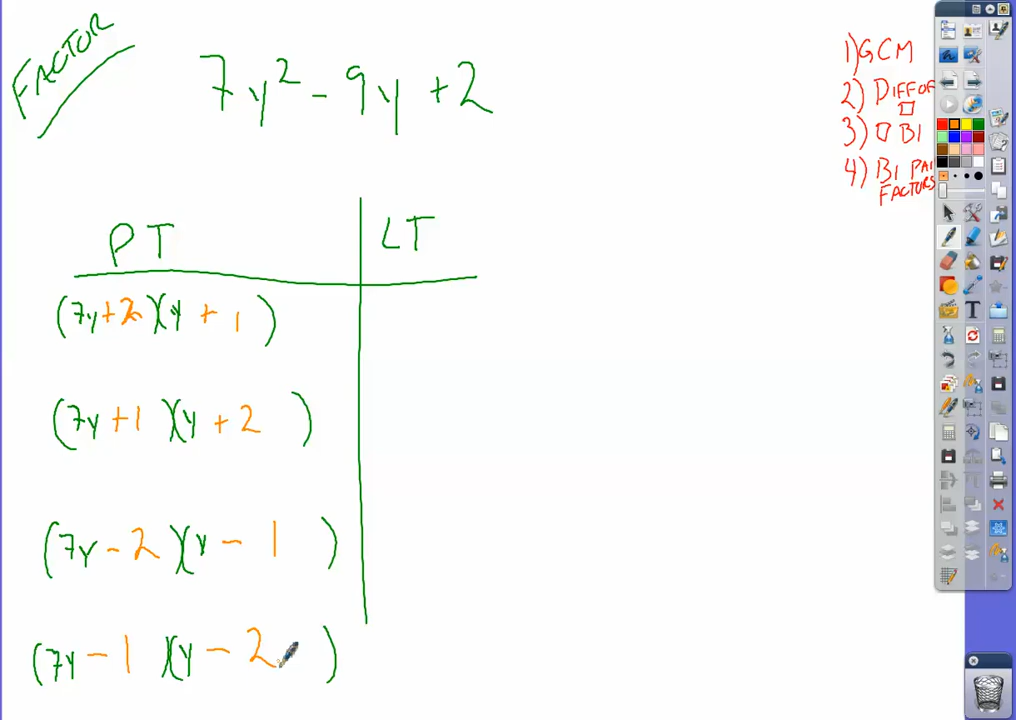 FACTOR
7y² - 9y + 2
PT LT
(7y+2)(y + 1)
(7y +1)(y +2)
(7y - 2)(y - 1)
(7y - 1)(y - 2)
1) GCM
2) DIFF OF □
3) □ BI
4) BI PAI
FACTORS
T